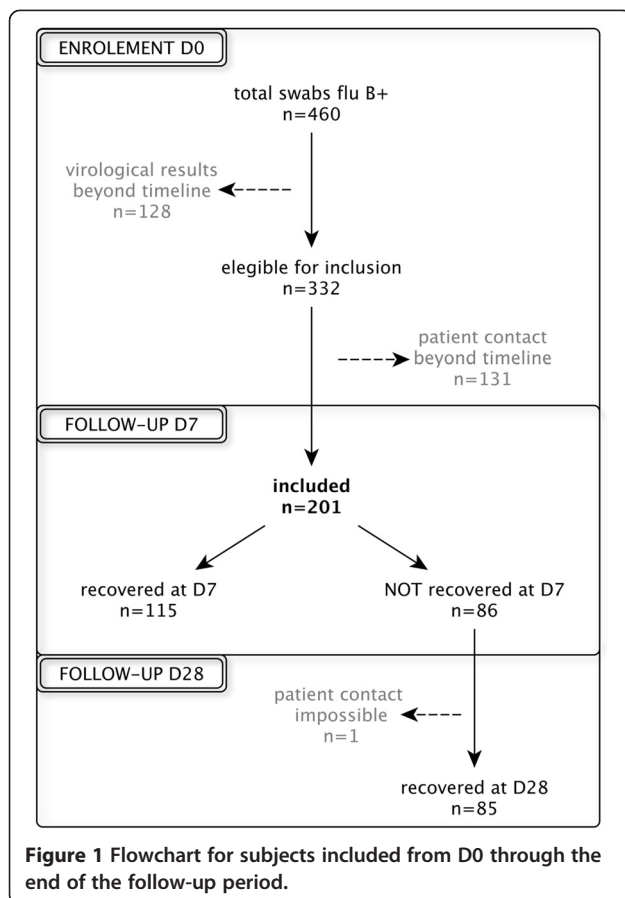 ENROLEMENT D0
total swabs flu B+
n=460
virological results
beyond timeline
n=128
elegible for inclusion
n=332
patient contact
beyond timeline
n=131
FOLLOW-UP D7
included
n=201
recovered at D7
n=115
NOT recovered at D7
n=86
FOLLOW-UP D28
patient contact
impossible
n=1
recovered at D28
n=85
Figure 1 Flowchart for subjects included from D0 through the
end of the follow-up period.